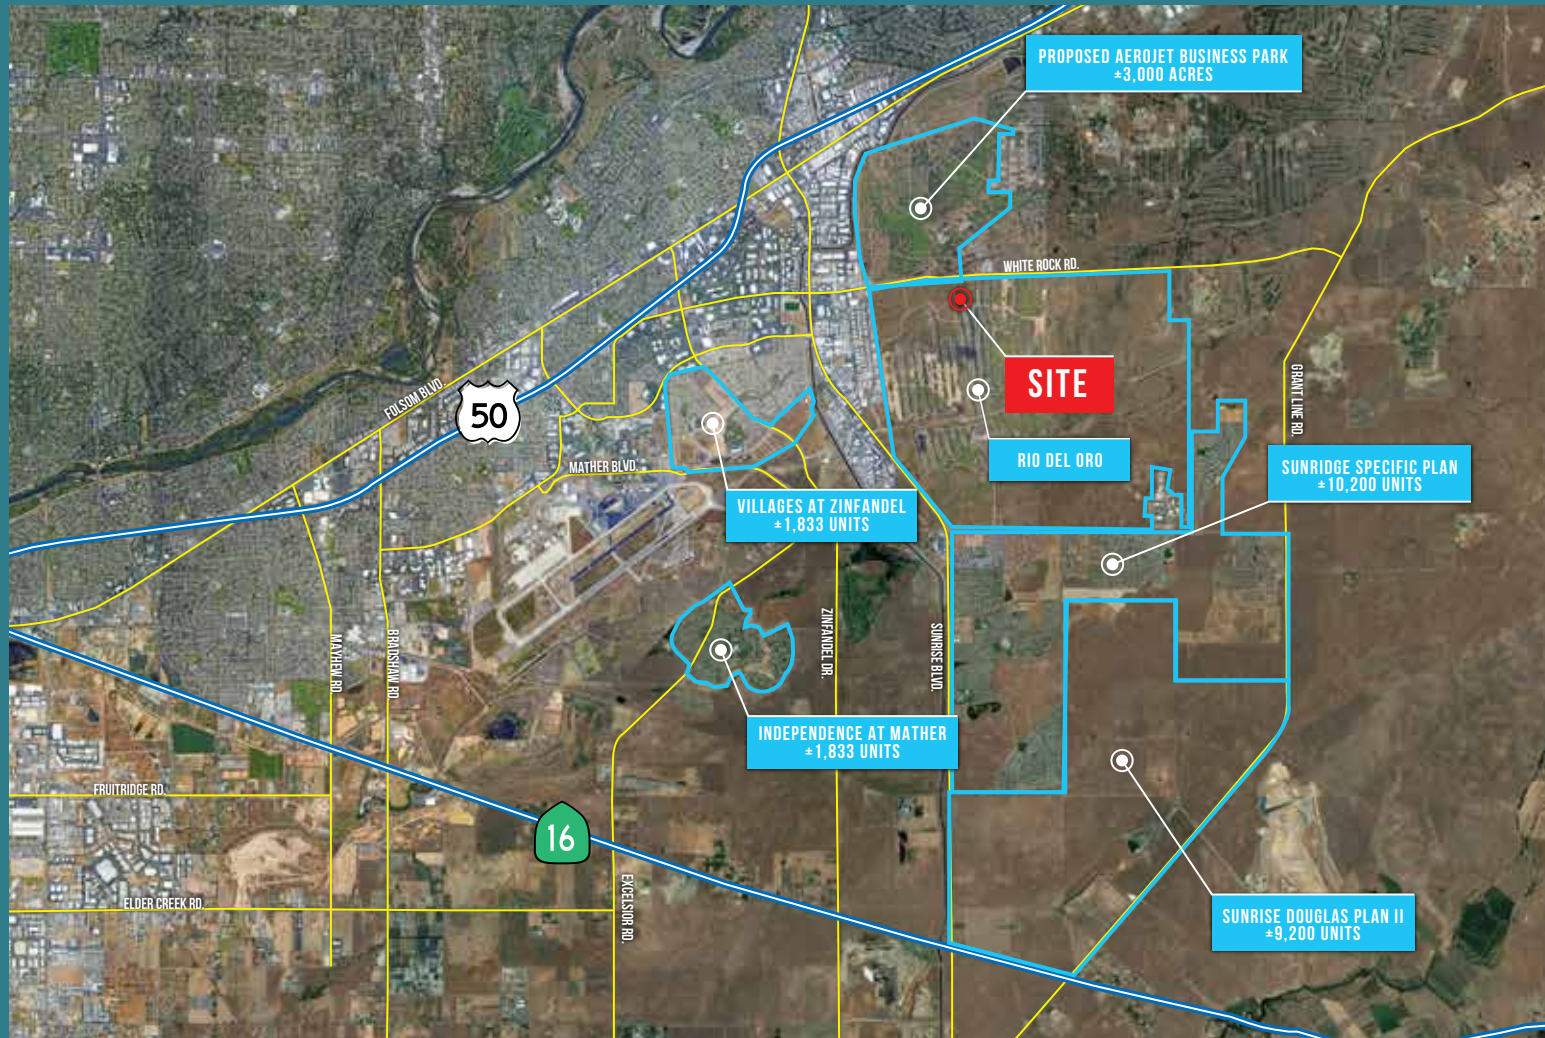 PROPOSED AEROJET BUSINESS PARK
±3,000 ACRES
WHITE ROCK RD.
SITE
GRANT LINE RD.
FOLSOM BLVD.
50
RIO DEL ORO
MATHER BLVD.
SUNRIDGE SPECIFIC PLAN
±10,200 UNITS
VILLAGES AT ZINFANDEL
±1,833 UNITS
MAYHEW RD.
BRADSHAW RD.
ZINFANDEL DR.
SUNRISE BLVD.
INDEPENDENCE AT MATHER
±1,833 UNITS
FRUITRIDGE RD.
16
ELDER CREEK RD.
EXCELSIOR RD.
SUNRISE DOUGLAS PLAN II
±9,200 UNITS